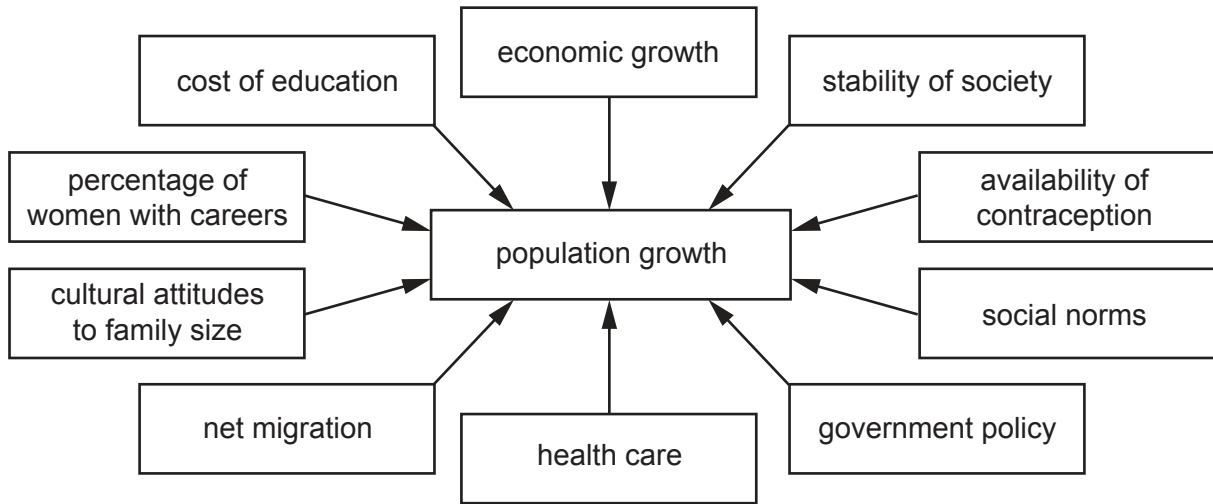 economic growth
cost of education
stability of society
percentage of
women with careers
availability of
contraception
population growth
cultural attitudes
to family size
social norms
net migration
health care
government policy